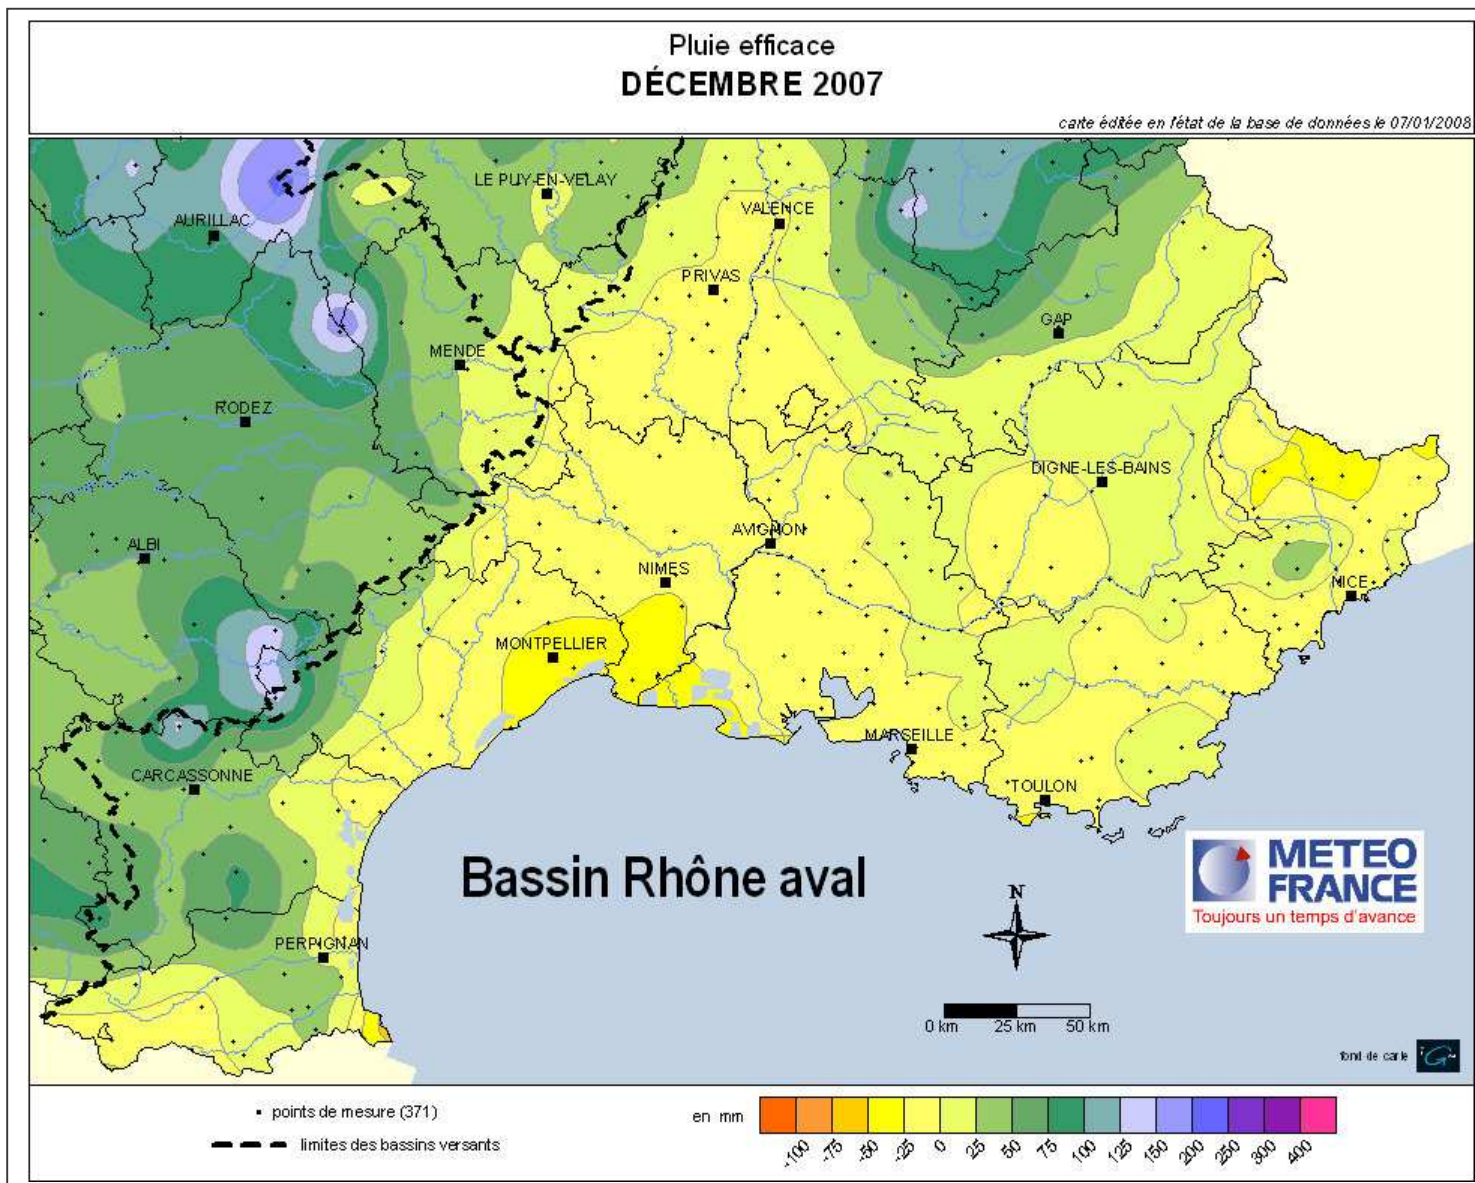 Pluie efficace
DÉCEMBRE 2007
carte éditée en l'état de la base de données le 07/01/2008
LE PUY-EN-VELAY
AURILLAC
VALENCE
PRIVAS
GAP
MENDE
RODEZ
DIGNE-LES-BAINS
AVIGNON
ALBI
NIMES
NICE
MONTPELLIER
MARSEILLE
CARCASSONNE
TOULON
Bassin Rhône aval
METEO
FRANCE
Toujours un temps d'avance
N
PERPIGNAN
0 km 25 km 50 km
fond de carte
points de mesure (371)
en mm
limites des bassins versants
-100 -75 -50 -25 0 25 50 75 100 125 150 200 250 300 400